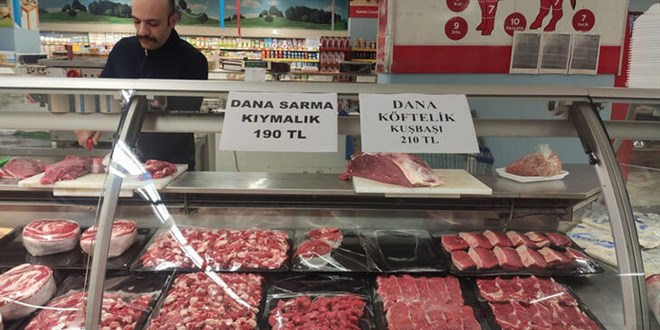 DANA SARMA
KIYMALIK
190 TL
DANA
KÖFTELİK
KUŞBAŞI
210 TL
9
10
7